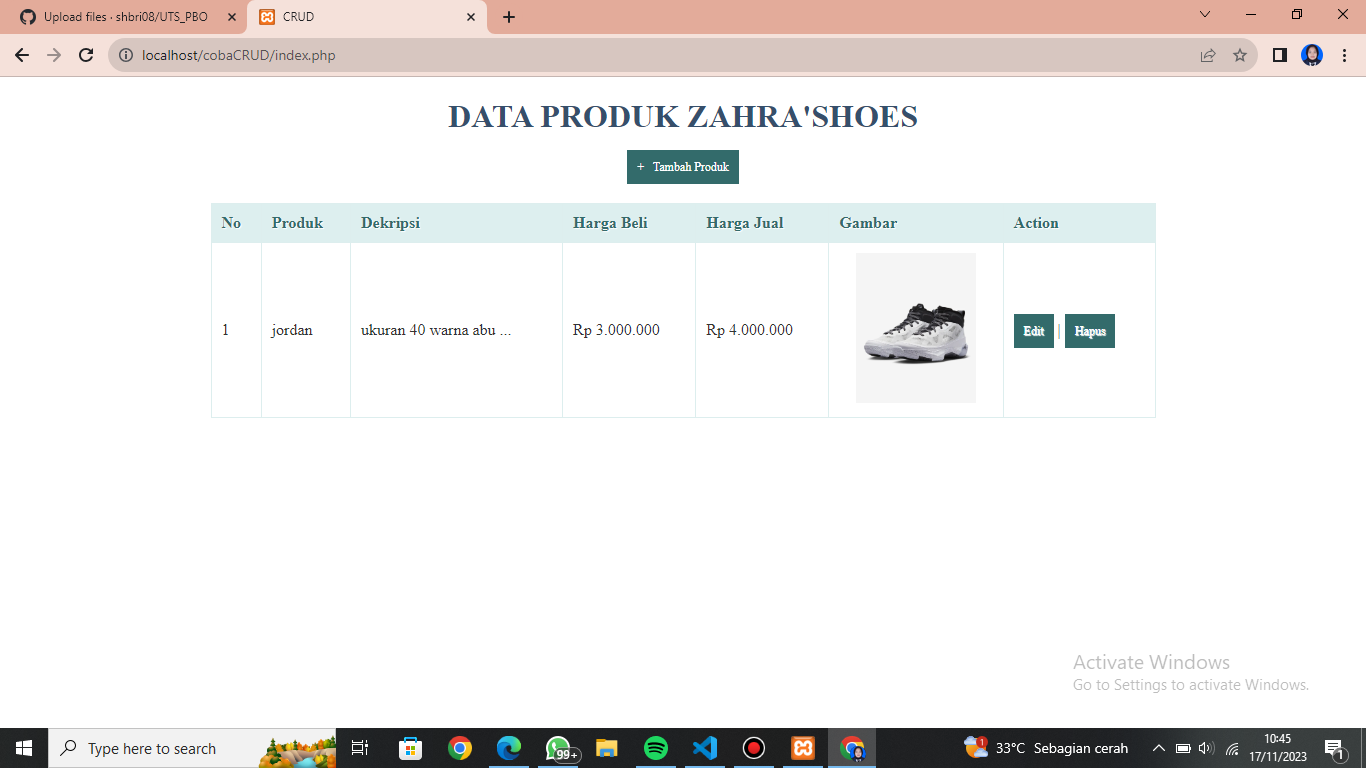 Upload files · shbri08/UTS_PBO
CRUD
localhost/cobaCRUD/index.php
DATA PRODUK ZAHRA'SHOES
+ Tambah Produk
No Produk Dekripsi Harga Beli Harga Jual Gambar Action
1 jordan ukuran 40 warna abu ... Rp 3.000.000 Rp 4.000.000 Edit | Hapus
Activate Windows
Go to Settings to activate Windows.
Type here to search
99+
1
33°C Sebagian cerah
10:45
17/11/2023
1